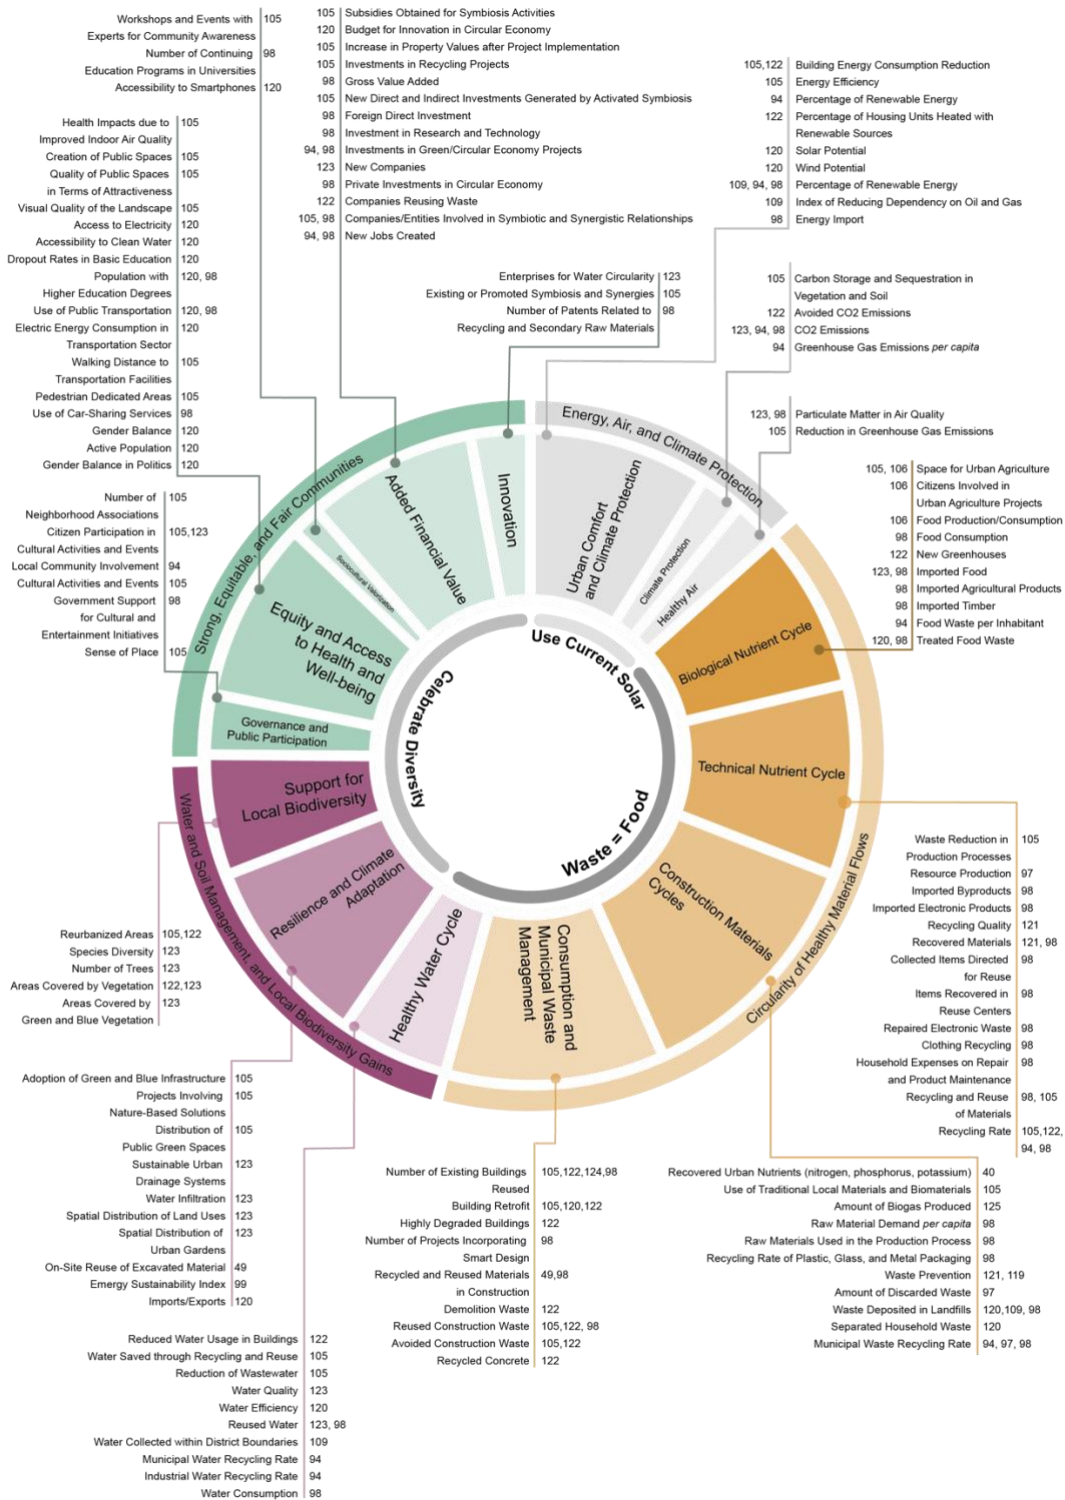 Workshops and Events with 105
Experts for Community Awareness
Number of Continuing 98
Education Programs in Universities
Accessibility to Smartphones 120
105 Subsidies Obtained for Symbiosis Activities
120 Budget for Innovation in Circular Economy
105 Increase in Property Values after Project Implementation
105 Investments in Recycling Projects
98 Gross Value Added
105 New Direct and Indirect Investments Generated by Activated Symbiosis
98 Foreign Direct Investment
98 Investment in Research and Technology
94, 98 Investments in Green/Circular Economy Projects
123 New Companies
98 Private Investments in Circular Economy
122 Companies Reusing Waste
105, 98 Companies/Entities Involved in Symbiotic and Synergistic Relationships
94, 98 New Jobs Created
105,122 Building Energy Consumption Reduction
105 Energy Efficiency
94 Percentage of Renewable Energy
122 Percentage of Housing Units Heated with
Renewable Sources
120 Solar Potential
120 Wind Potential
109, 94, 98 Percentage of Renewable Energy
109 Index of Reducing Dependency on Oil and Gas
98 Energy Import
Health Impacts due to 105
Improved Indoor Air Quality
Creation of Public Spaces 105
Quality of Public Spaces 105
in Terms of Attractiveness
Visual Quality of the Landscape 105
Access to Electricity 120
Accessibility to Clean Water 120
Dropout Rates in Basic Education 120
Population with 120, 98
Higher Education Degrees
Use of Public Transportation 120, 98
Electric Energy Consumption in 120
Transportation Sector
Walking Distance to 105
Transportation Facilities
Pedestrian Dedicated Areas 105
Use of Car-Sharing Services 98
Gender Balance 120
Active Population 120
Gender Balance in Politics 120
Enterprises for Water Circularity 123
Existing or Promoted Symbiosis and Synergies 105
Number of Patents Related to 98
Recycling and Secondary Raw Materials
105 Carbon Storage and Sequestration in
Vegetation and Soil
122 Avoided CO2 Emissions
123, 94, 98 CO2 Emissions
94 Greenhouse Gas Emissions per capita
123, 98 Particulate Matter in Air Quality
105 Reduction in Greenhouse Gas Emissions
105, 106 Space for Urban Agriculture
106 Citizens Involved in
Urban Agriculture Projects
106 Food Production/Consumption
98 Food Consumption
122 New Greenhouses
123, 98 Imported Food
98 Imported Agricultural Products
98 Imported Timber
94 Food Waste per Inhabitant
120, 98 Treated Food Waste
Number of 105
Neighborhood Associations
Citizen Participation in 105,123
Cultural Activities and Events
Local Community Involvement 94
Cultural Activities and Events 105
Government Support 98
for Cultural and
Entertainment Initiatives
Sense of Place 105
Strong, Equitable, and Fair Communities
Energy, Air, and Climate Protection
Circularity of Healthy Material Flows
Water and Soil Management, and Local Biodiversity Gains
Innovation
Added Financial Value
Sociocultural Valorization
Equity and Access
to Health and
Well-being
Governance and
Public Participation
Urban Comfort
and Climate Protection
Climate Protection
Healthy Air
Biological Nutrient Cycle
Technical Nutrient Cycle
Construction Materials
Cycles
Consumption and
Municipal Waste
Management
Healthy Water Cycle
Resilience and Climate
Adaptation
Support for
Local Biodiversity
Use Current Solar
Celebrate Diversity
Waste = Food
Waste Reduction in 105
Production Processes
Resource Production 97
Imported Byproducts 98
Imported Electronic Products 98
Recycling Quality 121
Recovered Materials 121, 98
Collected Items Directed 98
for Reuse
Items Recovered in 98
Reuse Centers
Repaired Electronic Waste 98
Clothing Recycling 98
Household Expenses on Repair 98
and Product Maintenance
Recycling and Reuse 98, 105
of Materials
Recycling Rate 105,122,
94, 98
Reurbanized Areas 105,122
Species Diversity 123
Number of Trees 123
Areas Covered by Vegetation 122,123
Areas Covered by 123
Green and Blue Vegetation
Adoption of Green and Blue Infrastructure 105
Projects Involving 105
Nature-Based Solutions
Distribution of 105
Public Green Spaces
Sustainable Urban 123
Drainage Systems
Water Infiltration 123
Spatial Distribution of Land Uses 123
Spatial Distribution of 123
Urban Gardens
On-Site Reuse of Excavated Material 49
Emergy Sustainability Index 99
Imports/Exports 120
Number of Existing Buildings 105,122,124,98
Reused
Building Retrofit 105,120,122
Highly Degraded Buildings 122
Number of Projects Incorporating 98
Smart Design
Recycled and Reused Materials 49,98
in Construction
Demolition Waste 122
Reused Construction Waste 105,122, 98
Avoided Construction Waste 105,122
Recycled Concrete 122
Recovered Urban Nutrients (nitrogen, phosphorus, potassium) 40
Use of Traditional Local Materials and Biomaterials 105
Amount of Biogas Produced 125
Raw Material Demand per capita 98
Raw Materials Used in the Production Process 98
Recycling Rate of Plastic, Glass, and Metal Packaging 98
Waste Prevention 121, 119
Amount of Discarded Waste 97
Waste Deposited in Landfills 120,109, 98
Separated Household Waste 120
Municipal Waste Recycling Rate 94, 97, 98
Reduced Water Usage in Buildings 122
Water Saved through Recycling and Reuse 105
Reduction of Wastewater 105
Water Quality 123
Water Efficiency 120
Reused Water 123, 98
Water Collected within District Boundaries 109
Municipal Water Recycling Rate 94
Industrial Water Recycling Rate 94
Water Consumption 98